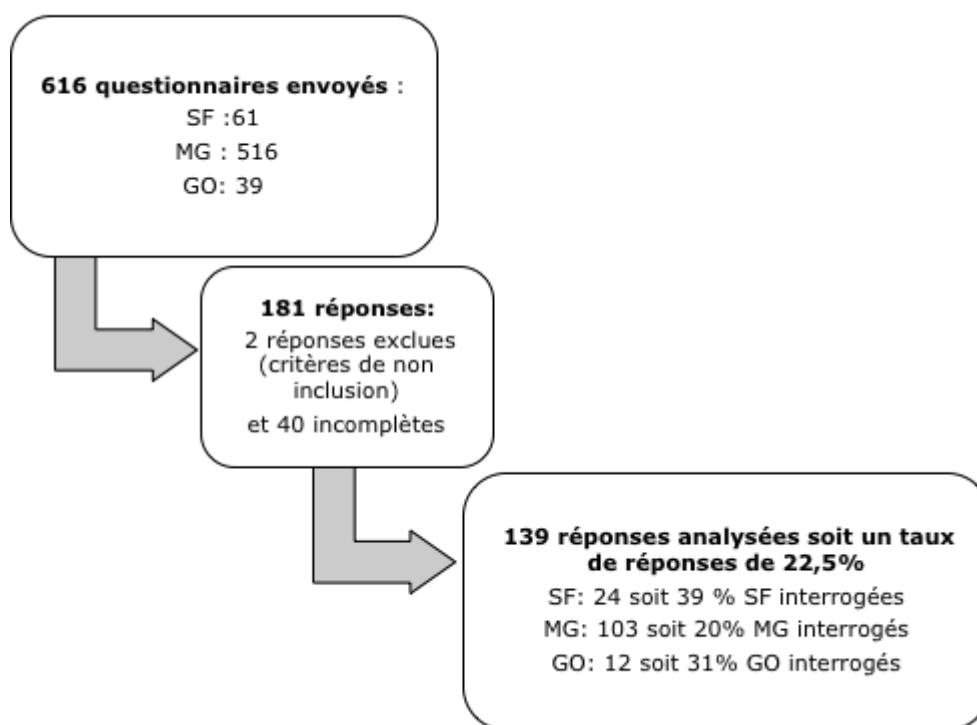 616 questionnaires envoyés :
SF :61
MG : 516
GO: 39
181 réponses:
2 réponses exclues
(critères de non
inclusion)
et 40 incomplètes
139 réponses analysées soit un taux
de réponses de 22,5%
SF: 24 soit 39 % SF interrogées
MG: 103 soit 20% MG interrogés
GO: 12 soit 31% GO interrogés